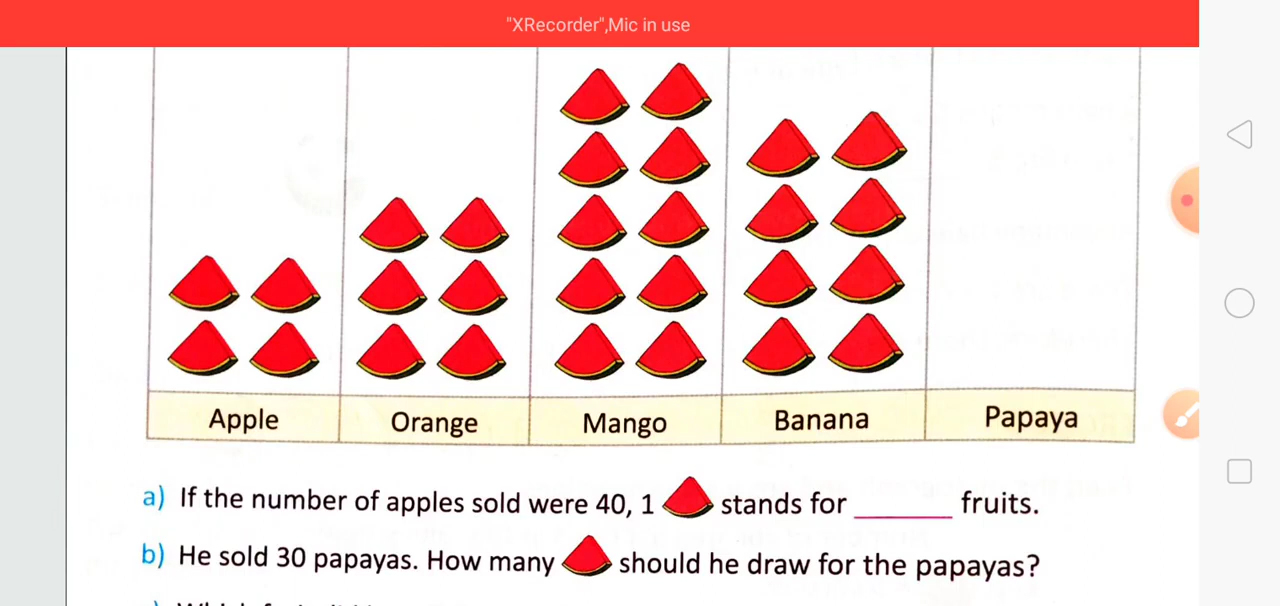 "XRecorder",Mic in use
Apple Orange Mango Banana Papaya
a) If the number of apples sold were 40, 1 stands for ______ fruits.
b) He sold 30 papayas. How many should he draw for the papayas?